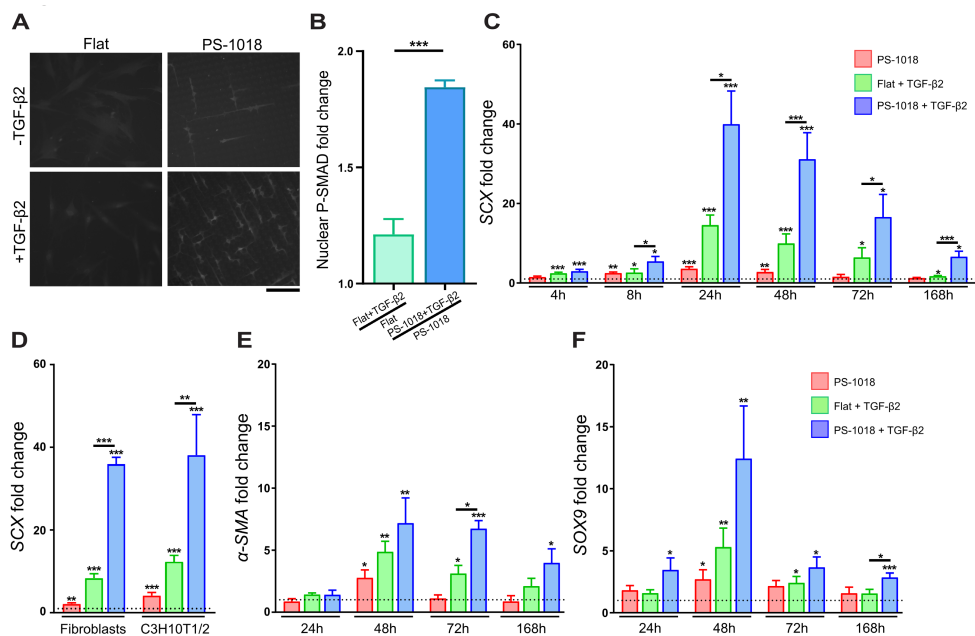 A
Flat
PS-1018
-TGF-β2
+TGF-β2
B
Nuclear P-SMAD fold change
2.0
1.5
1.0
***
Flat+TGF-β2
Flat
PS-1018+TGF-β2
PS-1018
C
SCX fold change
60
40
20
0
PS-1018
Flat + TGF-β2
PS-1018 + TGF-β2
*** ***
** * * *
*** *** * ***
** *** *** ***
* * *
* *** *
4h 8h 24h 48h 72h 168h
D
SCX fold change
60
40
20
0
** *** *** ***
*** *** ** ***
Fibroblasts C3H10T1/2
E
α-SMA fold change
20
15
10
5
0
* ** **
* * ***
*
24h 48h 72h 168h
F
SOX9 fold change
20
15
10
5
0
PS-1018
Flat + TGF-β2
PS-1018 + TGF-β2
*
* ** **
* *
* ***
24h 48h 72h 168h